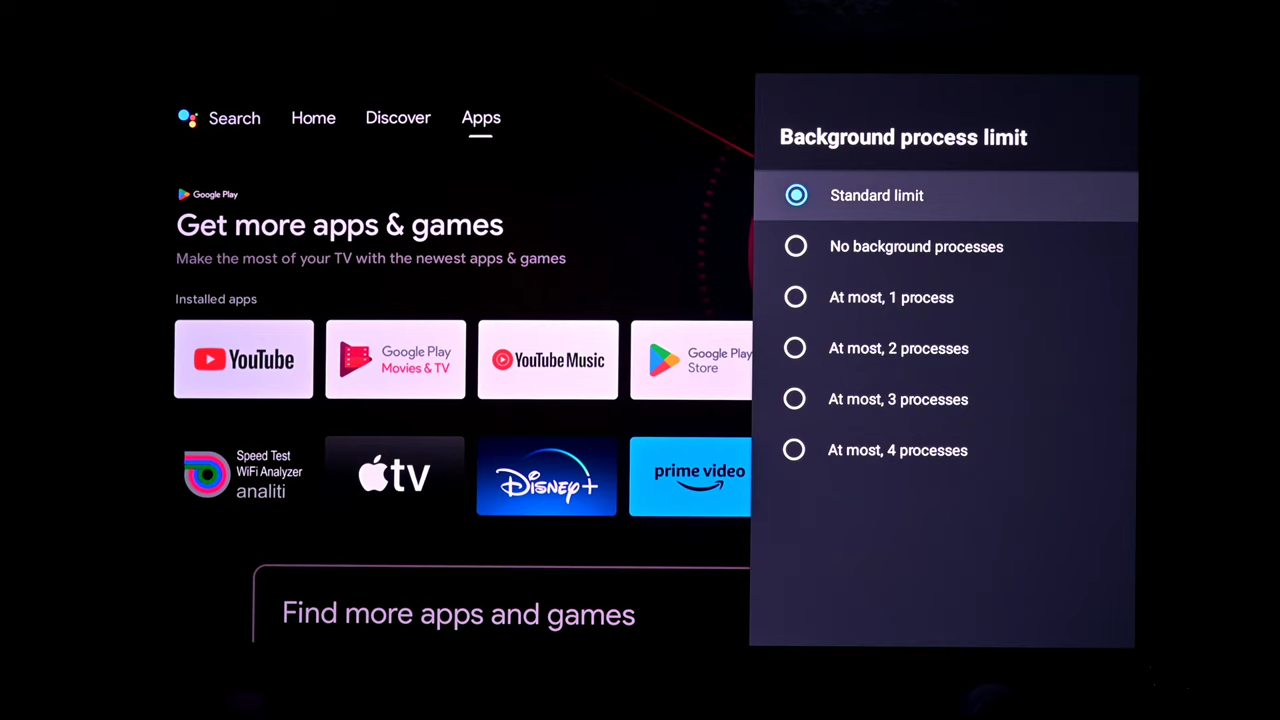 Search
Home
Discover
Apps
Google Play
Get more apps & games
Make the most of your TV with the newest apps & games
Installed apps
YouTube
Google Play
Movies & TV
YouTube Music
Google Play
Store
Speed Test
WiFi Analyzer
analiti
tv
Disney+
prime video
Find more apps and games
Background process limit
Standard limit
No background processes
At most, 1 process
At most, 2 processes
At most, 3 processes
At most, 4 processes